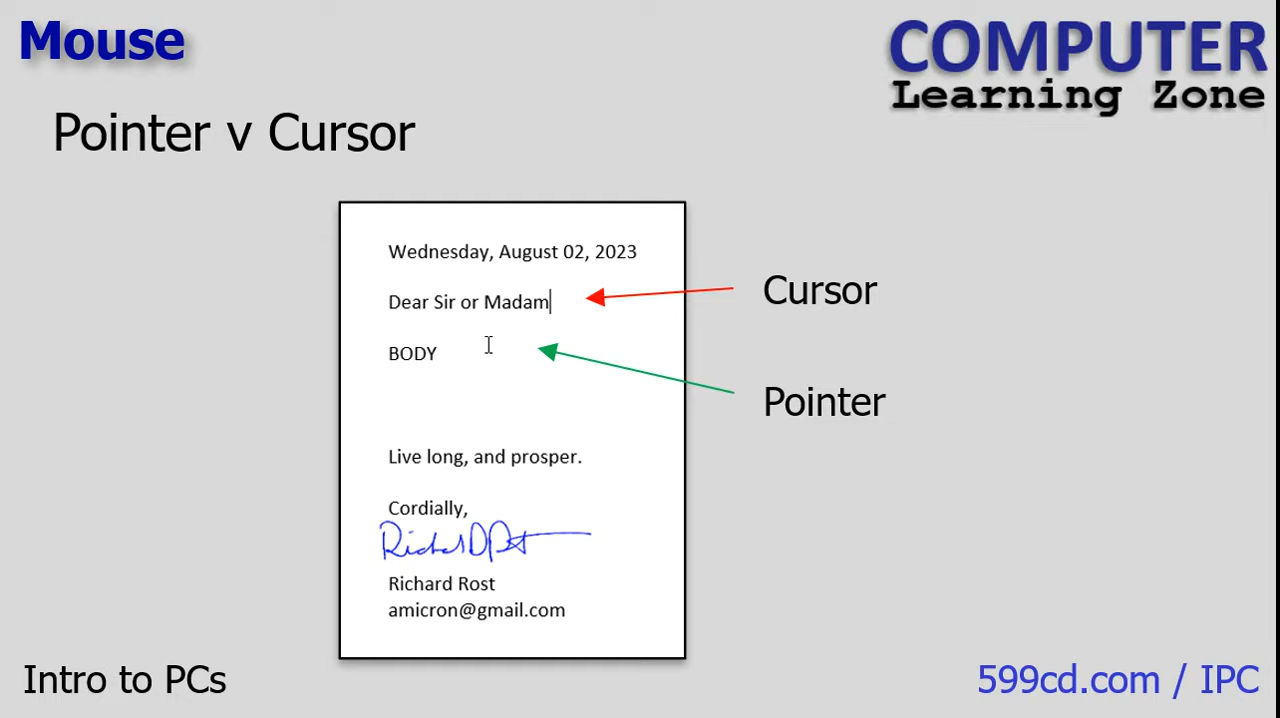 Mouse
COMPUTER
Learning Zone
Pointer v Cursor
Wednesday, August 02, 2023
Dear Sir or Madam
Cursor
BODY
Pointer
Live long, and prosper.
Cordially,
Richard Rost
amicron@gmail.com
Intro to PCs
599cd.com / IPC